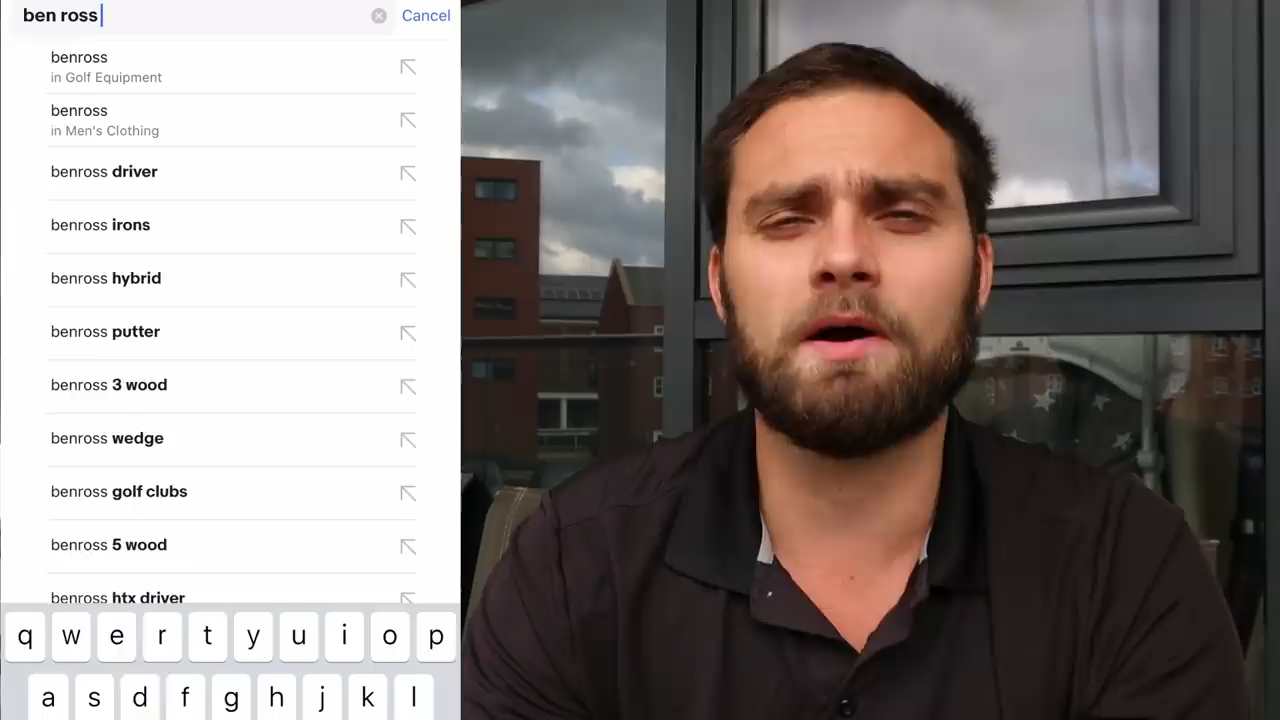 ben ross
Cancel
benross
in Golf Equipment
benross
in Men's Clothing
benross driver
benross irons
benross hybrid
benross putter
benross 3 wood
benross wedge
benross golf clubs
benross 5 wood
benross htx driver
q w e r t y u i o p
a s d f g h j k l